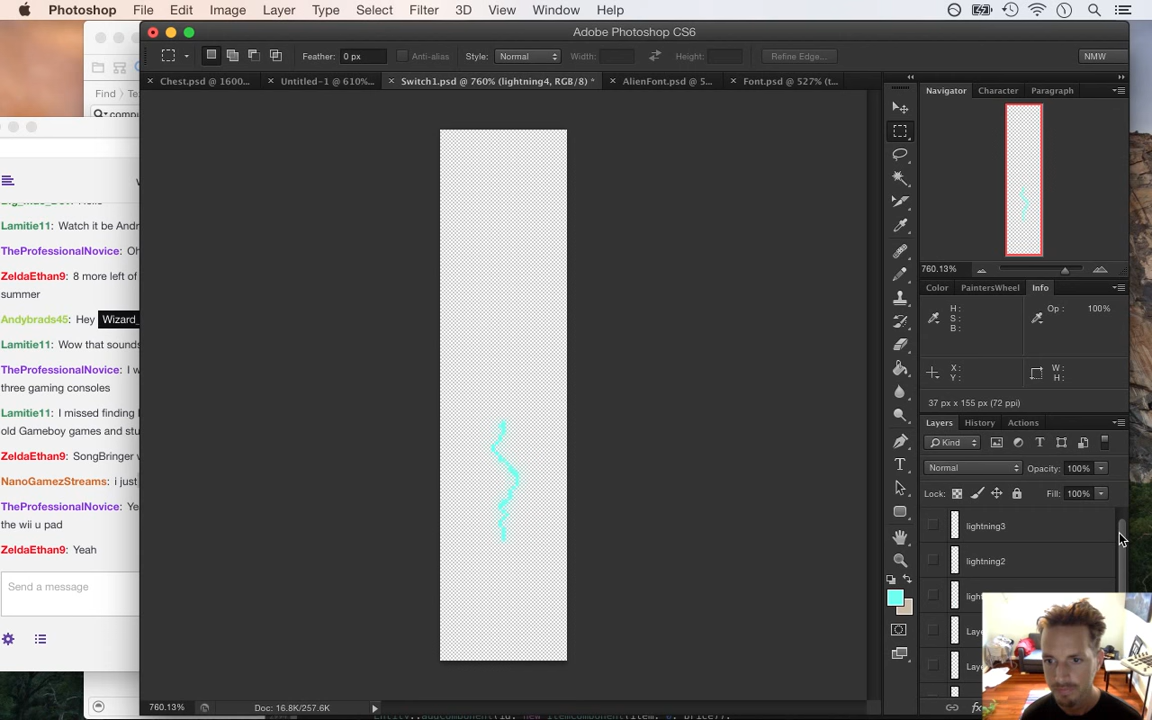 Photoshop File Edit Image Layer Type Select Filter 3D View Window Help
Adobe Photoshop CS6
Feather: 0 px Anti-alias Style: Normal Width: Height: Refine Edge... NMW
Chest.psd @ 1600... Untitled-1 @ 610%... Switch1.psd @ 760% (lightning4, RGB/8) * AlienFont.psd @ 5... Font.psd @ 527% (t...
Find
Lamitie11: Watch it be Andr
TheProfessionalNovice: Oh
ZeldaEthan9: 8 more left of
summer
Andybrads45: Hey Wizard_
Lamitie11: Wow that sounds
TheProfessionalNovice: I w
three gaming consoles
Lamitie11: I missed finding
old Gameboy games and stu
ZeldaEthan9: SongBringer
NanoGamezStreams: i just
TheProfessionalNovice: Ye
the wii u pad
ZeldaEthan9: Yeah
Send a message
Navigator Character Paragraph
760.13%
Color PaintersWheel Info
H:
S:
B:
Op: 100%
X:
Y:
W:
H:
37 px x 155 px (72 ppi)
Layers History Actions
Kind
Normal Opacity: 100%
Lock: Fill: 100%
lightning3
lightning2
760.13% Doc: 16.8K/25.3K